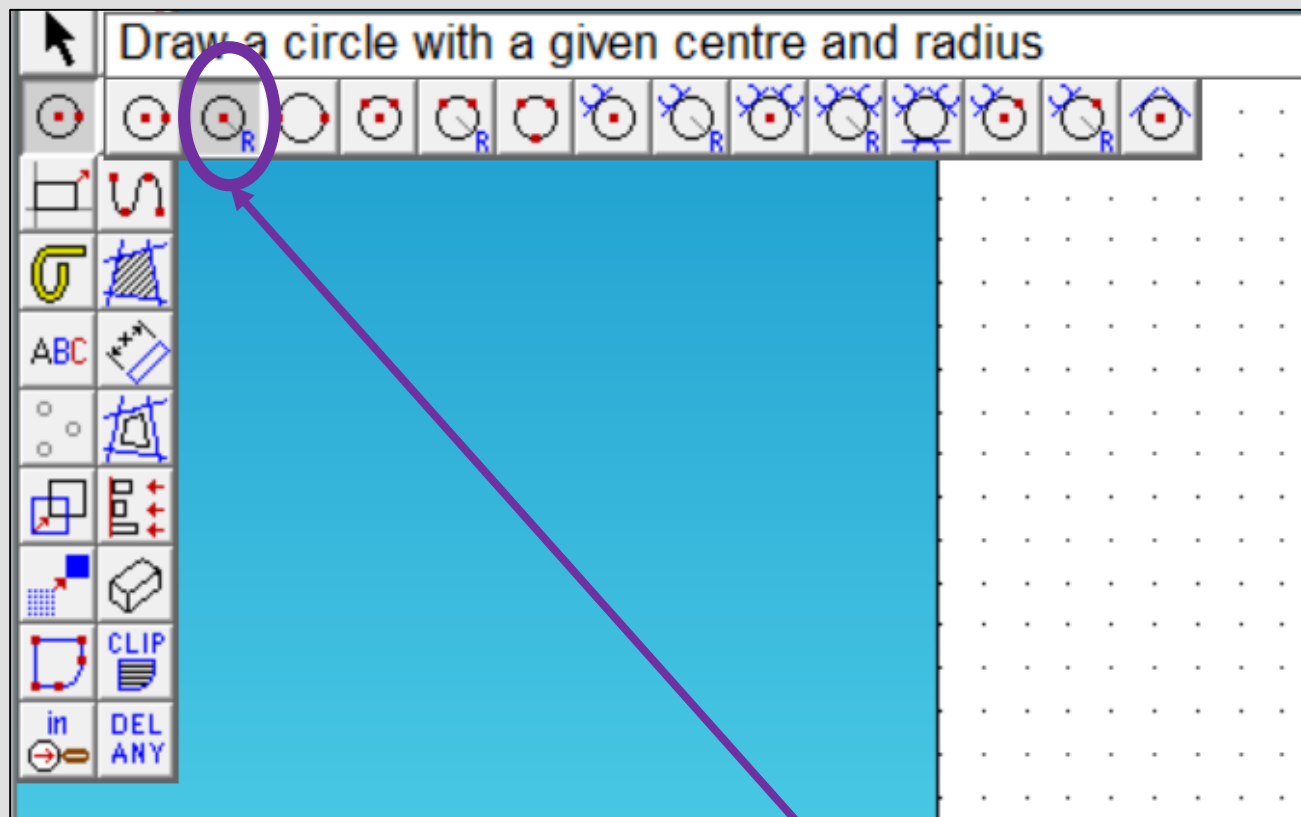 Draw a circle with a given centre and radius
R R R R R
ABC
CLIP
in DEL
ANY